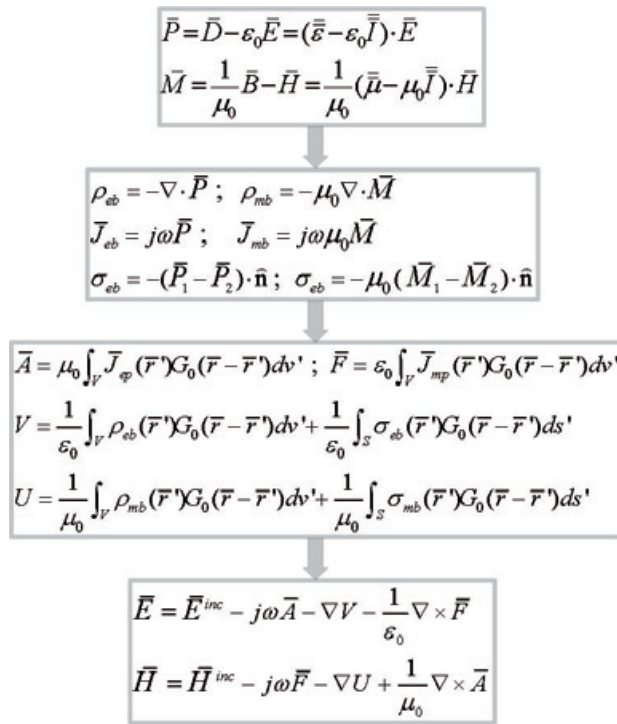 P̄ = D̄ − ε₀Ē = (ε̿ − ε₀I̿)·Ē
M̄ = 1/μ₀ B̄ − H̄ = 1/μ₀ (μ̿ − μ₀I̿)·H̄
ρ_eb = −∇·P̄ ; ρ_mb = −μ₀∇·M̄
J̄_eb = jωP̄ ; J̄_mb = jωμ₀M̄
σ_eb = −(P̄₁ − P̄₂)·n̂ ; σ_eb = −μ₀(M̄₁ − M̄₂)·n̂
Ā = μ₀∫_V J̄_ep(r̄')G₀(r̄ − r̄')dv' ; F̄ = ε₀∫_V J̄_mp(r̄')G₀(r̄ − r̄')dv'
V = 1/ε₀ ∫_V ρ_eb(r̄')G₀(r̄ − r̄')dv' + 1/ε₀ ∫_S σ_eb(r̄')G₀(r̄ − r̄')ds'
U = 1/μ₀ ∫_V ρ_mb(r̄')G₀(r̄ − r̄')dv' + 1/μ₀ ∫_S σ_mb(r̄')G₀(r̄ − r̄')ds'
Ē = Ē^inc − jωĀ − ∇V − 1/ε₀ ∇×F̄
H̄ = H̄^inc − jωF̄ − ∇U + 1/μ₀ ∇×Ā